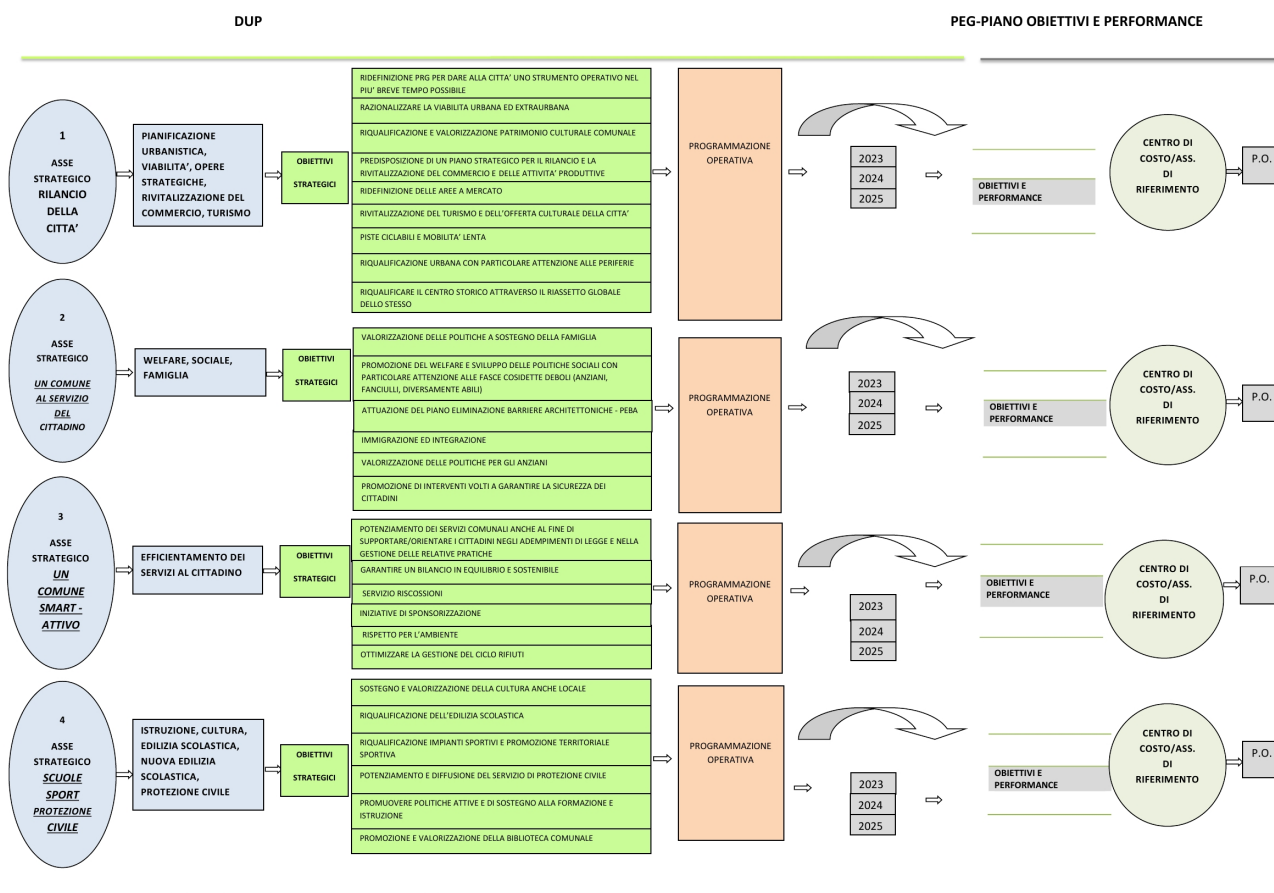 DUP
PEG-PIANO OBIETTIVI E PERFORMANCE
1
ASSE
STRATEGICO
RILANCIO
DELLA
CITTA’
PIANIFICAZIONE
URBANISTICA,
VIABILITA’, OPERE
STRATEGICHE,
RIVITALIZZAZIONE DEL
COMMERCIO, TURISMO
OBIETTIVI
STRATEGICI
RIDEFINIZIONE PRG PER DARE ALLA CITTA’ UNO STRUMENTO OPERATIVO NEL
PIU’ BREVE TEMPO POSSIBILE
RAZIONALIZZARE LA VIABILITA URBANA ED EXTRAURBANA
RIQUALIFICAZIONE E VALORIZZAZIONE PATRIMONIO CULTURALE COMUNALE
PREDISPOSIZIONE DI UN PIANO STRATEGICO PER IL RILANCIO E LA
RIVITALIZZAZIONE DEL COMMERCIO E DELLE ATTIVITA’ PRODUTTIVE
RIDEFINIZIONE DELLE AREE A MERCATO
RIVITALIZZAZIONE DEL TURISMO E DELL’OFFERTA CULTURALE DELLA CITTA’
PISTE CICLABILI E MOBILITA’ LENTA
RIQUALIFICAZIONE URBANA CON PARTICOLARE ATTENZIONE ALLE PERIFERIE
RIQUALIFICARE IL CENTRO STORICO ATTRAVERSO IL RIASSETTO GLOBALE
DELLO STESSO
PROGRAMMAZIONE
OPERATIVA
2023
2024
2025
OBIETTIVI E
PERFORMANCE
CENTRO DI
COSTO/ASS.
DI
RIFERIMENTO
P.O.
2
ASSE
STRATEGICO
UN COMUNE
AL SERVIZIO
DEL
CITTADINO
WELFARE, SOCIALE,
FAMIGLIA
OBIETTIVI
STRATEGICI
VALORIZZAZIONE DELLE POLITICHE A SOSTEGNO DELLA FAMIGLIA
PROMOZIONE DEL WELFARE E SVILUPPO DELLE POLITICHE SOCIALI CON
PARTICOLARE ATTENZIONE ALLE FASCE COSIDETTE DEBOLI (ANZIANI,
FANCIULLI, DIVERSAMENTE ABILI)
ATTUAZIONE DEL PIANO ELIMINAZIONE BARRIERE ARCHITETTONICHE - PEBA
IMMIGRAZIONE ED INTEGRAZIONE
VALORIZZAZIONE DELLE POLITICHE PER GLI ANZIANI
PROMOZIONE DI INTERVENTI VOLTI A GARANTIRE LA SICUREZZA DEI
CITTADINI
PROGRAMMAZIONE
OPERATIVA
2023
2024
2025
OBIETTIVI E
PERFORMANCE
CENTRO DI
COSTO/ASS.
DI
RIFERIMENTO
P.O.
3
ASSE
STRATEGICO
UN
COMUNE
SMART -
ATTIVO
EFFICIENTAMENTO DEI
SERVIZI AL CITTADINO
OBIETTIVI
STRATEGICI
POTENZIAMENTO DEI SERVIZI COMUNALI ANCHE AL FINE DI
SUPPORTARE/ORIENTARE I CITTADINI NEGLI ADEMPIMENTI DI LEGGE E NELLA
GESTIONE DELLE RELATIVE PRATICHE
GARANTIRE UN BILANCIO IN EQUILIBRIO E SOSTENIBILE
SERVIZIO RISCOSSIONI
INIZIATIVE DI SPONSORIZZAZIONE
RISPETTO PER L’AMBIENTE
OTTIMIZZARE LA GESTIONE DEL CICLO RIFIUTI
PROGRAMMAZIONE
OPERATIVA
2023
2024
2025
OBIETTIVI E
PERFORMANCE
CENTRO DI
COSTO/ASS.
DI
RIFERIMENTO
P.O.
4
ASSE
STRATEGICO
SCUOLE
SPORT
PROTEZIONE
CIVILE
ISTRUZIONE, CULTURA,
EDILIZIA SCOLASTICA,
NUOVA EDILIZIA
SCOLASTICA,
PROTEZIONE CIVILE
OBIETTIVI
STRATEGICI
SOSTEGNO E VALORIZZAZIONE DELLA CULTURA ANCHE LOCALE
RIQUALIFICAZIONE DELL’EDILIZIA SCOLASTICA
RIQUALIFICAZIONE IMPIANTI SPORTIVI E PROMOZIONE TERRITORIALE
SPORTIVA
POTENZIAMENTO E DIFFUSIONE DEL SERVIZIO DI PROTEZIONE CIVILE
PROMUOVERE POLITICHE ATTIVE E DI SOSTEGNO ALLA FORMAZIONE E
ISTRUZIONE
PROMOZIONE E VALORIZZAZIONE DELLA BIBLIOTECA COMUNALE
PROGRAMMAZIONE
OPERATIVA
2023
2024
2025
OBIETTIVI E
PERFORMANCE
CENTRO DI
COSTO/ASS.
DI
RIFERIMENTO
P.O.